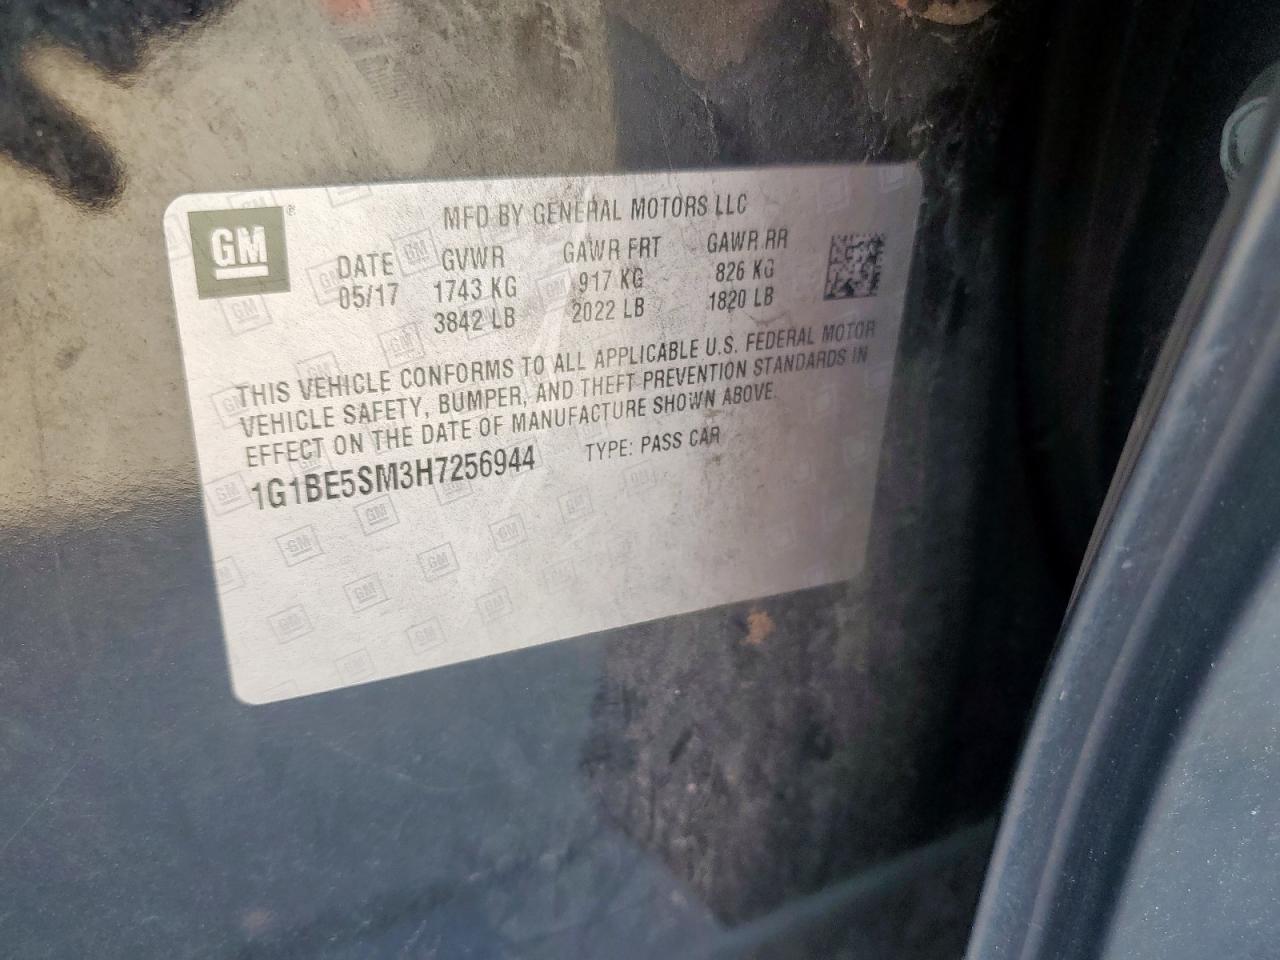 GM
MFD BY GENERAL MOTORS LLC
DATE GVWR GAWR FRT GAWR RR
05/17 1743 KG 917 KG 826 KG
3842 LB 2022 LB 1820 LB
THIS VEHICLE CONFORMS TO ALL APPLICABLE U.S. FEDERAL MOTOR
VEHICLE SAFETY, BUMPER, AND THEFT PREVENTION STANDARDS IN
EFFECT ON THE DATE OF MANUFACTURE SHOWN ABOVE.
1G1BE5SM3H7256944 TYPE: PASS CAR